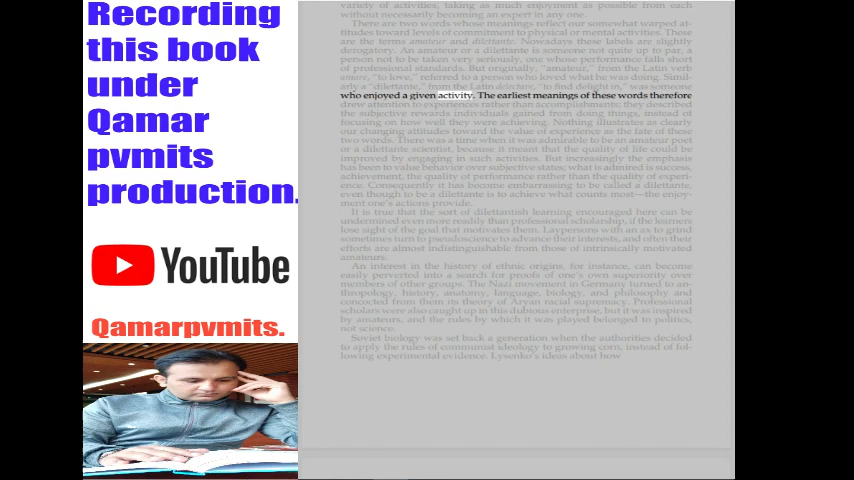 Recording
this book
under
Qamar
pvmits
production.
YouTube
Qamarpvmits.
variety of activities, taking as much enjoyment as possible from each
without necessarily becoming an expert in any one.
There are two words whose meanings reflect our somewhat warped at-
titudes toward levels of commitment to physical or mental activities. These
are the terms amateur and dilettante. Nowadays these labels are slightly
derogatory. An amateur or a dilettante is someone not quite up to par, a
person not to be taken very seriously, one whose performance falls short
of professional standards. But originally, "amateur," from the Latin verb
amare, "to love," referred to a person who loved what he was doing. Simil-
arly a "dilettante," from the Latin delectare, "to find delight in," was someone
who enjoyed a given activity. The earliest meanings of these words therefore
drew attention to experiences rather than accomplishments; they described
the subjective rewards individuals gained from doing things, instead of
focusing on how well they were achieving. Nothing illustrates as clearly
our changing attitudes toward the value of experience as the fate of these
two words. There was a time when it was admirable to be an amateur poet
or a dilettante scientist, because it meant that the quality of life could be
improved by engaging in such activities. But increasingly the emphasis
has been to value behavior over subjective states; what is admired is success,
achievement, the quality of performance rather than the quality of experi-
ence. Consequently it has become embarrassing to be called a dilettante,
even though to be a dilettante is to achieve what counts most—the enjoy-
ment one's actions provide.
It is true that the sort of dilettantish learning encouraged here can be
undermined even more readily than professional scholarship, if the learners
lose sight of the goal that motivates them. Laypersons with an ax to grind
sometimes turn to pseudoscience to advance their interests, and often their
efforts are almost indistinguishable from those of intrinsically motivated
amateurs.
An interest in the history of ethnic origins, for instance, can become
easily perverted into a search for proofs of one's own superiority over
members of other groups. The Nazi movement in Germany turned to an-
thropology, history, anatomy, language, biology, and philosophy and
concocted from them its theory of Aryan racial supremacy. Professional
scholars were also caught up in this dubious enterprise, but it was inspired
by amateurs, and the rules by which it was played belonged to politics,
not science.
Soviet biology was set back a generation when the authorities decided
to apply the rules of communist ideology to growing corn, instead of fol-
lowing experimental evidence. Lysenko's ideas about how